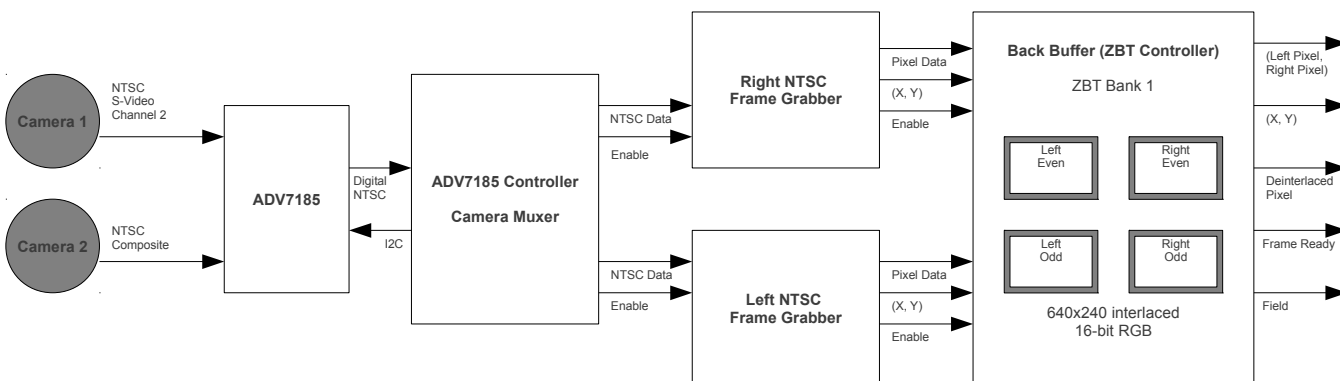 Camera 1
NTSC
S-Video
Channel 2
Camera 2
NTSC
Composite
ADV7185
Digital
NTSC
I2C
ADV7185 Controller
Camera Muxer
NTSC Data
Enable
NTSC Data
Enable
Right NTSC
Frame Grabber
Left NTSC
Frame Grabber
Pixel Data
(X, Y)
Enable
Pixel Data
(X, Y)
Enable
Back Buffer (ZBT Controller)
ZBT Bank 1
Left
Even
Right
Even
Left
Odd
Right
Odd
640x240 interlaced
16-bit RGB
(Left Pixel,
Right Pixel)
(X, Y)
Deinterlaced
Pixel
Frame Ready
Field